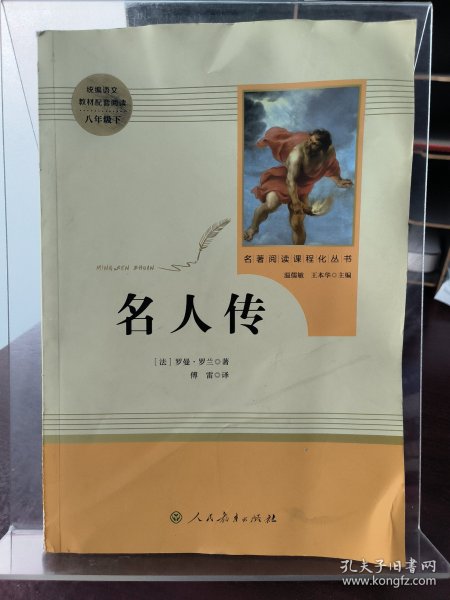 统编语文
教材配套阅读
八年级下
名著阅读课程化丛书
温儒敏 王本华◇主编
MING REN ZHUAN
名人传
[法]罗曼·罗兰◇著
傅雷◇译
人民教育出版社
孔夫子旧书网
www.kongfz.com